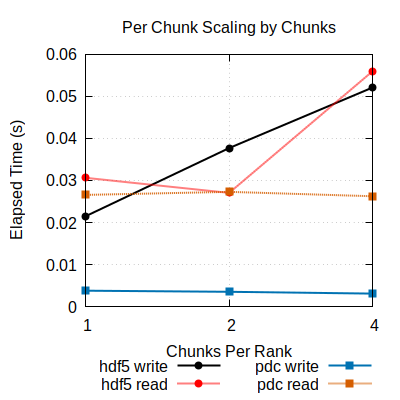 Per Chunk Scaling by Chunks
0.06
0.05
0.04
0.03
0.02
0.01
0
Elapsed Time (s)
1 2 4
Chunks Per Rank
hdf5 write pdc write
hdf5 read pdc read